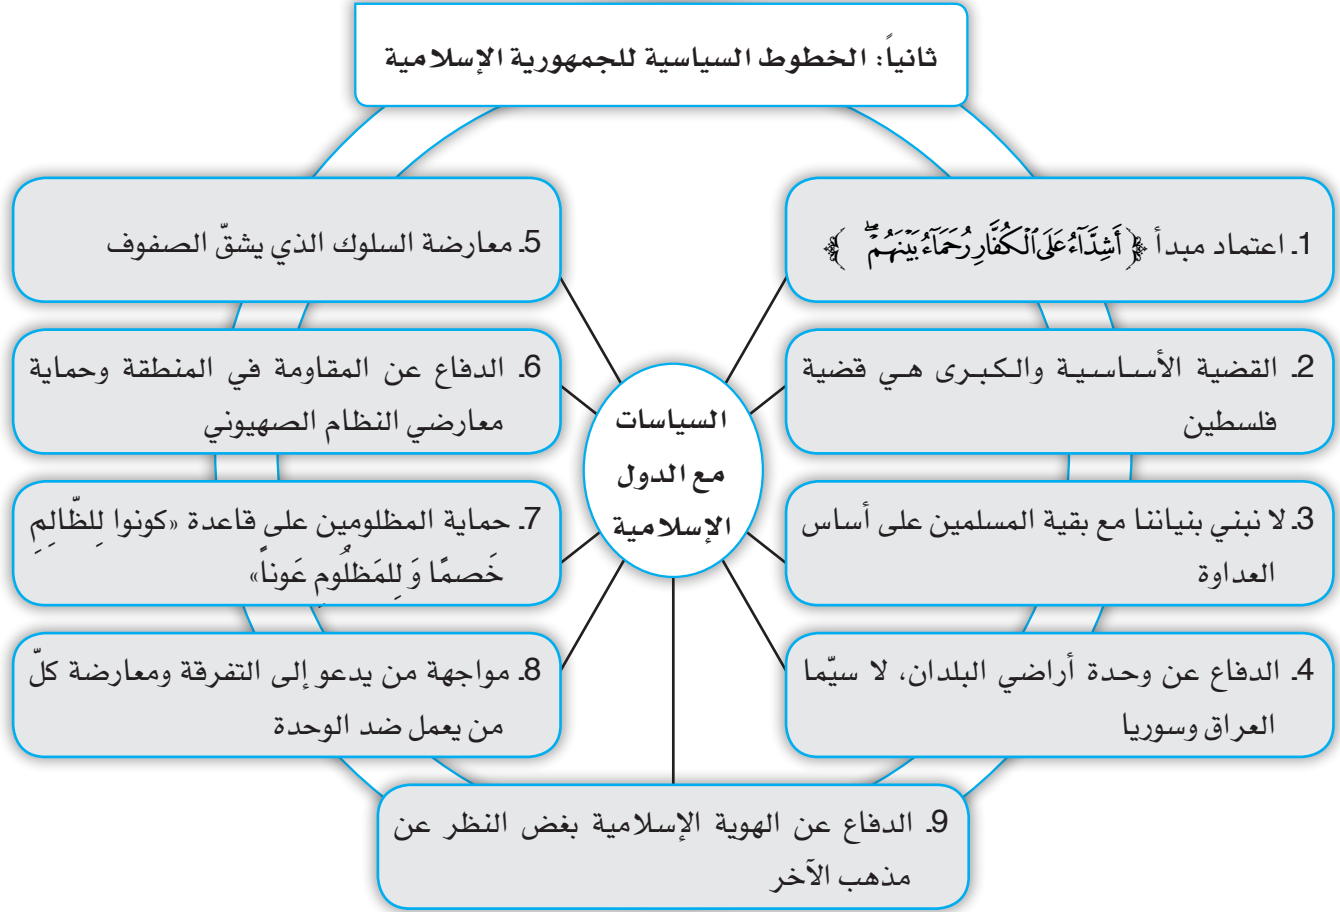 ثانياً: الخطوط السياسية للجمهورية الإسلامية
1. اعتماد مبدأ ﴿أَشِدَّآءُ عَلَى ٱلۡكُفَّارِ رُحَمَآءُ بَيۡنَهُمۡۖ﴾
2. القضية الأساسية والكبرى هي قضية
فلسطين
3. لا نبني بنياننا مع بقية المسلمين على أساس
العداوة
4. الدفاع عن وحدة أراضي البلدان، لا سيّما
العراق وسوريا
5. معارضة السلوك الذي يشقّ الصفوف
6. الدفاع عن المقاومة في المنطقة وحماية
معارضي النظام الصهيوني
7. حماية المظلومين على قاعدة «كونوا لِلظّالِمِ
خَصمًا وَ لِلمَظلُومِ عَوناً»
8. مواجهة من يدعو إلى التفرقة ومعارضة كلّ
من يعمل ضد الوحدة
9. الدفاع عن الهوية الإسلامية بغض النظر عن
مذهب الآخر
السياسات
مع الدول
الإسلامية